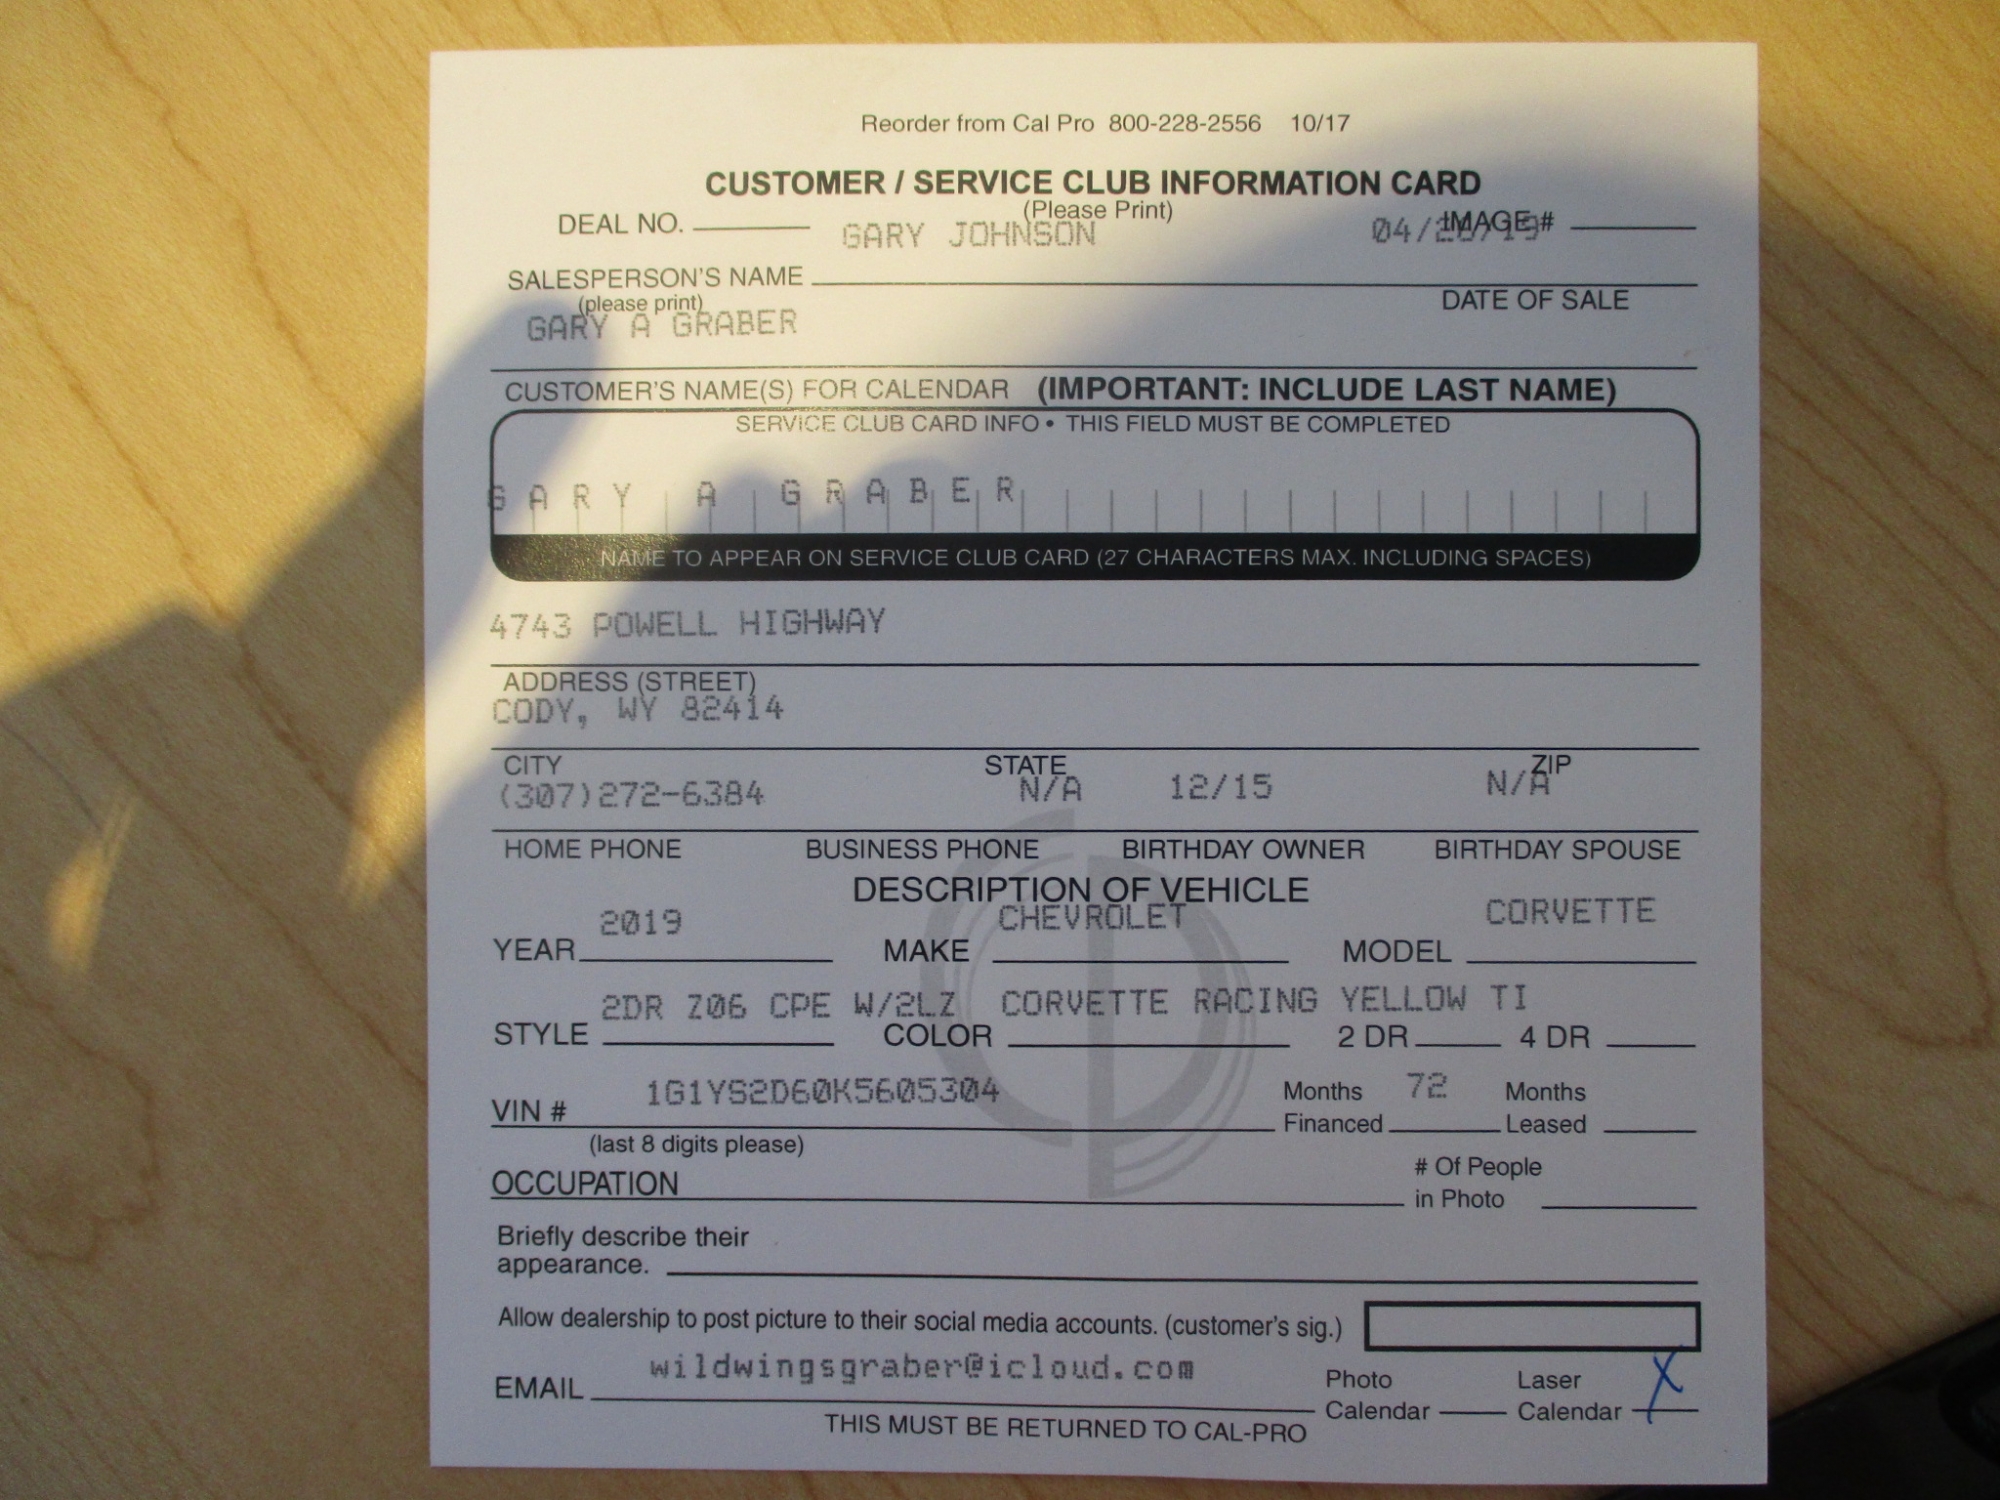 Reorder from Cal Pro 800-228-2556 10/17
CUSTOMER / SERVICE CLUB INFORMATION CARD
(Please Print)
DEAL NO. GARY JOHNSON IMAGE #
SALESPERSON'S NAME
(please print) DATE OF SALE
GARY A GRABER
CUSTOMER'S NAME(S) FOR CALENDAR (IMPORTANT: INCLUDE LAST NAME)
SERVICE CLUB CARD INFO • THIS FIELD MUST BE COMPLETED
GARY A GRABER
NAME TO APPEAR ON SERVICE CLUB CARD (27 CHARACTERS MAX. INCLUDING SPACES)
4743 POWELL HIGHWAY
ADDRESS (STREET)
CODY, WY 82414
CITY STATE ZIP
(307)272-6384 N/A 12/15 N/A
HOME PHONE BUSINESS PHONE BIRTHDAY OWNER BIRTHDAY SPOUSE
DESCRIPTION OF VEHICLE
2019 CHEVROLET CORVETTE
YEAR MAKE MODEL
2DR Z06 CPE W/2LZ CORVETTE RACING YELLOW TI
STYLE COLOR 2 DR 4 DR
1G1YS2D60K5605304 Months 72 Months
VIN # Financed Leased
(last 8 digits please)
# Of People
OCCUPATION in Photo
Briefly describe their
appearance.
Allow dealership to post picture to their social media accounts. (customer's sig.)
wildwingsgraber@icloud.com Photo Laser X
EMAIL Calendar Calendar
THIS MUST BE RETURNED TO CAL-PRO